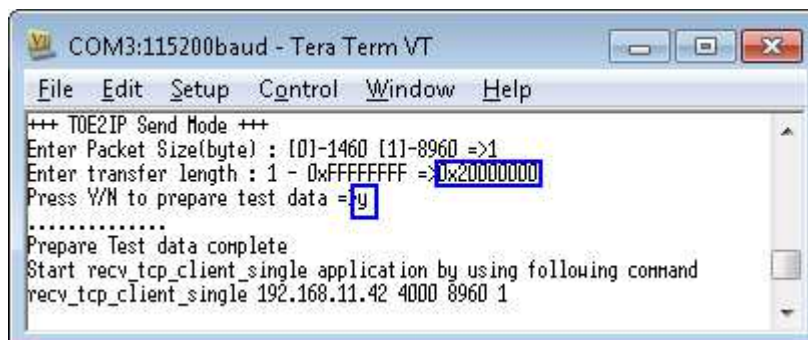 COM3:115200baud - Tera Term VT
File Edit Setup Control Window Help
+++ TOE2IP Send Mode +++
Enter Packet Size(byte) : [0]-1460 [1]-8960 =>1
Enter transfer length : 1 - 0xFFFFFFFF =>0x20000000
Press Y/N to prepare test data =>y
..............
Prepare Test data complete
Start recv_tcp_client_single application by using following command
recv_tcp_client_single 192.168.11.42 4000 8960 1